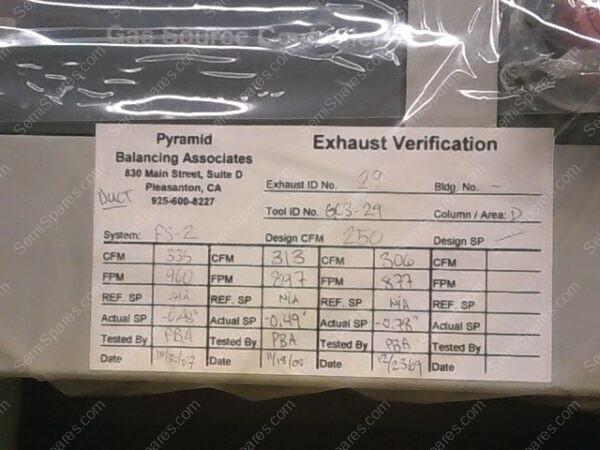 Gas Source
Pyramid
Balancing Associates
830 Main Street, Suite D
Pleasanton, CA
925-600-8227
DUCT
Exhaust Verification
Exhaust ID No. 29 Bldg. No. -
Tool ID No. GC3-29 Column / Area: D
System: FS-2 Design CFM 250 Design SP
CFM 335 CFM 313 CFM 306 CFM
FPM 960 FPM 897 FPM 877 FPM
REF. SP N/A REF. SP N/A REF. SP N/A REF. SP
Actual SP Actual SP -0.49" Actual SP -0.78" Actual SP
Tested By PBA Tested By PBA Tested By PBA Tested By
Date Date Date Date
SemiSpares.com